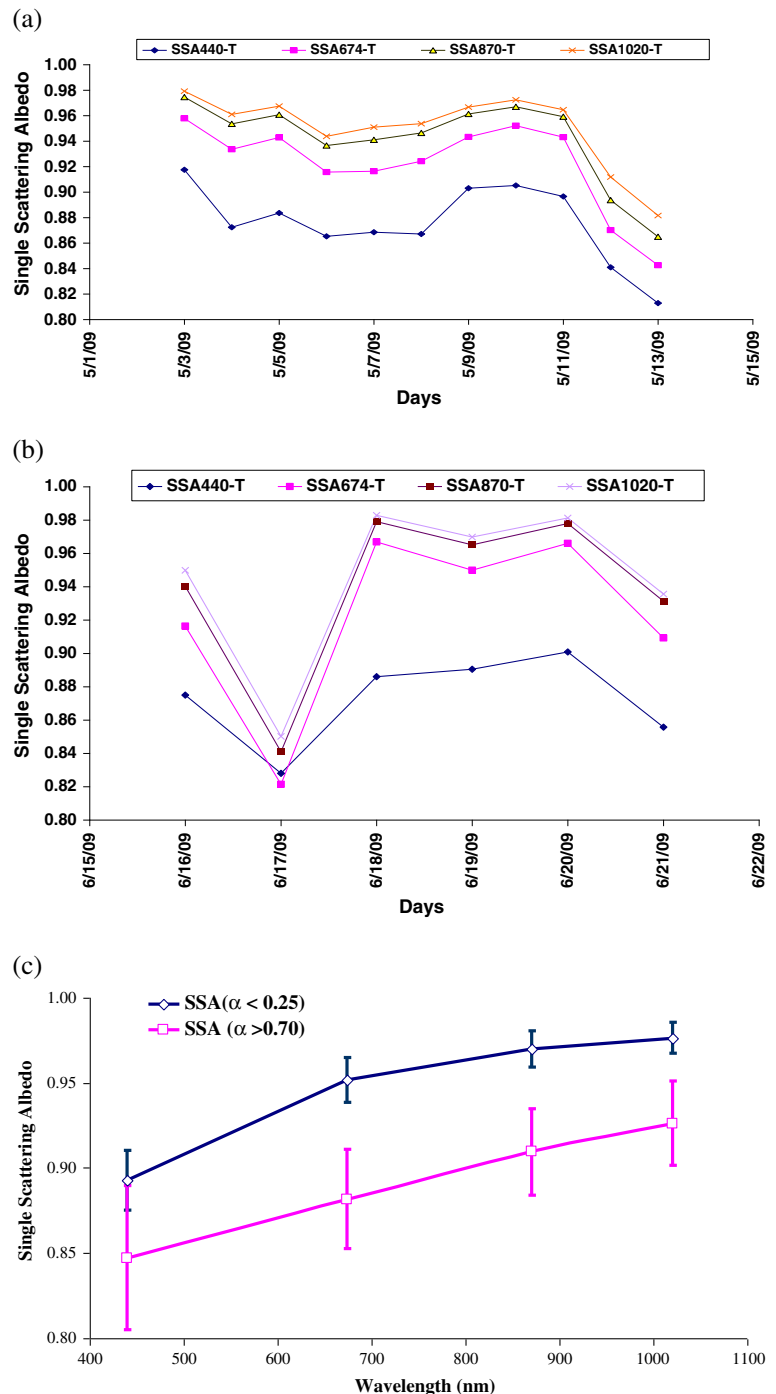 (a)
SSA440-T SSA674-T SSA870-T SSA1020-T
Single Scattering Albedo
1.00
0.98
0.96
0.94
0.92
0.90
0.88
0.86
0.84
0.82
0.80
5/1/09 5/3/09 5/5/09 5/7/09 5/9/09 5/11/09 5/13/09 5/15/09
Days
(b)
SSA440-T SSA674-T SSA870-T SSA1020-T
Single Scattering Albedo
1.00
0.98
0.96
0.94
0.92
0.90
0.88
0.86
0.84
0.82
0.80
6/15/09 6/16/09 6/17/09 6/18/09 6/19/09 6/20/09 6/21/09 6/22/09
Days
(c)
SSA(α < 0.25)
SSA (α >0.70)
Single Scattering Albedo
1.00
0.95
0.90
0.85
0.80
400 500 600 700 800 900 1000 1100
Wavelength (nm)